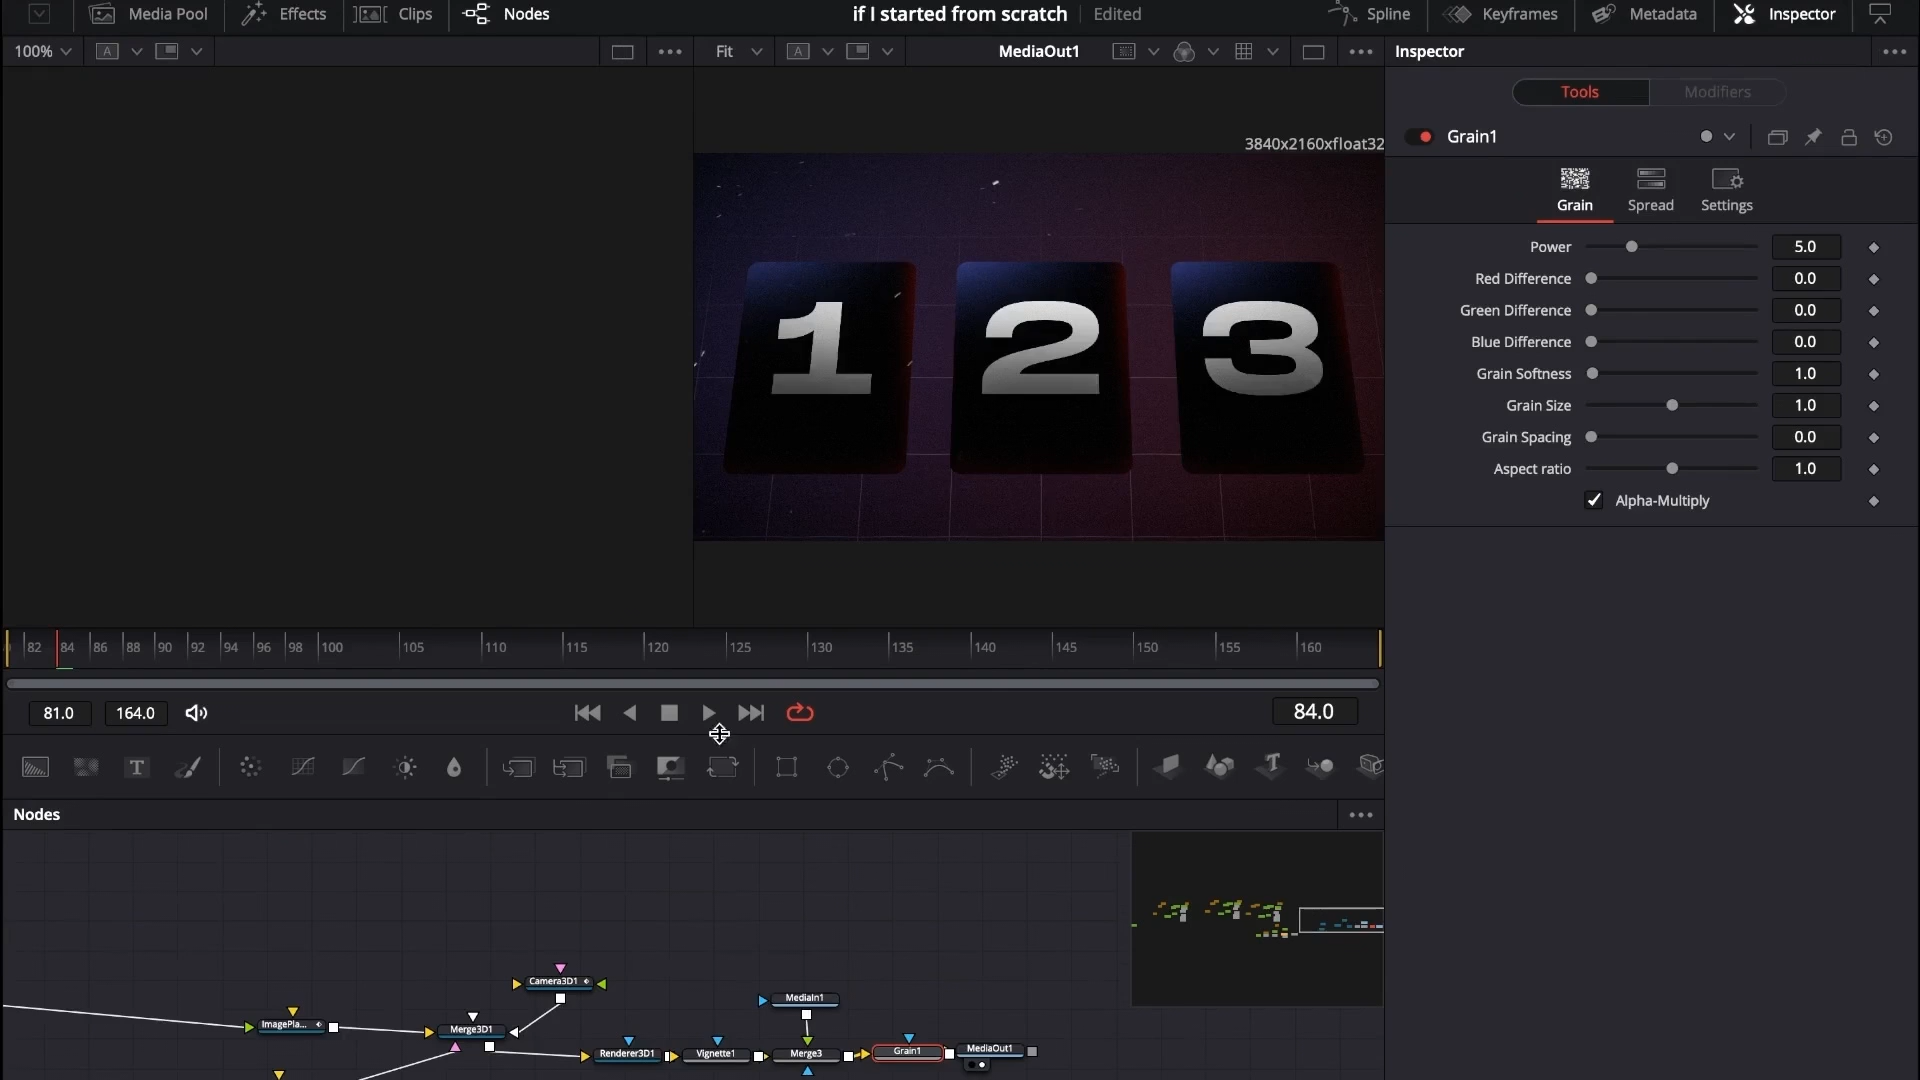 Media Pool
Effects
Clips
Nodes
if I started from scratch
Edited
Spline
Keyframes
Metadata
Inspector
100%
A
Fit
A
MediaOut1
Inspector
Tools
Modifiers
3840x2160xfloat32
Grain1
Grain
Spread
Settings
Power 5.0
Red Difference 0.0
Green Difference 0.0
Blue Difference 0.0
Grain Softness 1.0
Grain Size 1.0
Grain Spacing 0.0
Aspect ratio 1.0
Alpha-Multiply
1 2 3
82 84 86 88 90 92 94 96 98 100 105 110 115 120 125 130 135 140 145 150 155 160
81.0 164.0
84.0
T
T
Nodes
Camera3D1
MediaIn1
ImagePla...
Merge3D1
Renderer3D1
Vignette1
Merge3
Grain1
MediaOut1